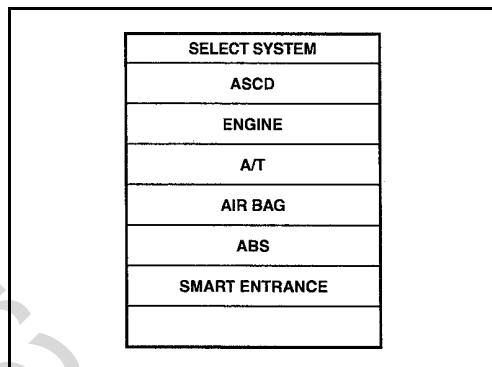 SELECT SYSTEM
ASCD
ENGINE
A/T
AIR BAG
ABS
SMART ENTRANCE